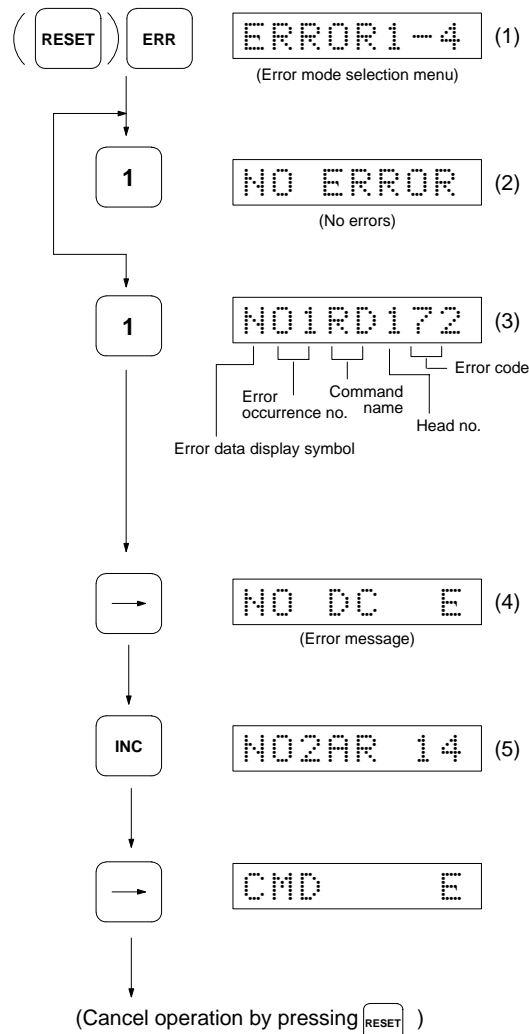 ( RESET ) ERR ERROR1-4 (1)
(Error mode selection menu)
1 NO ERROR (2)
(No errors)
1 N01RD172 (3)
Error code
Error occurrence no.
Command name
Head no.
Error data display symbol
NO DC E (4)
(Error message)
INC N02AR 14 (5)
CMD E
(Cancel operation by pressing RESET )